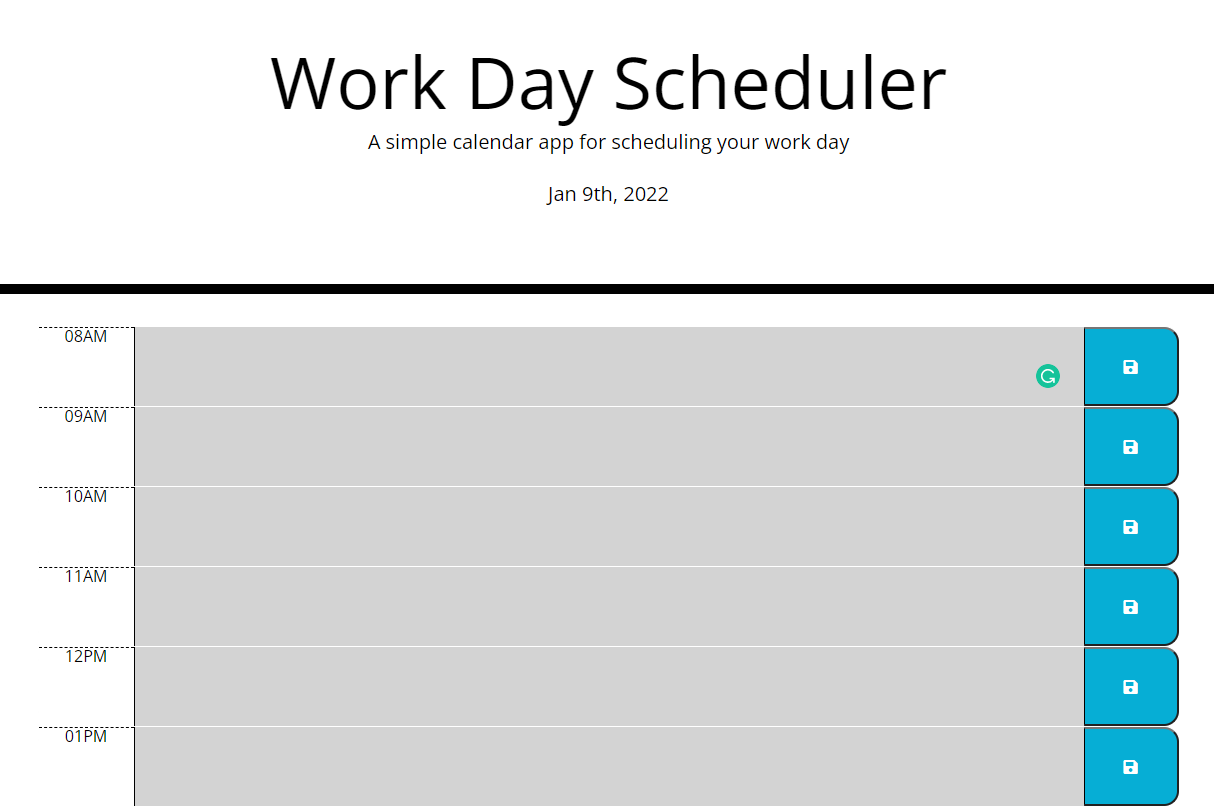 Work Day Scheduler
A simple calendar app for scheduling your work day
Jan 9th, 2022
08AM
09AM
10AM
11AM
12PM
01PM